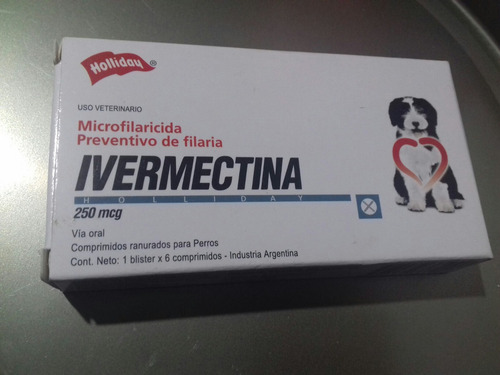 Holliday®
USO VETERINARIO
Microfilaricida
Preventivo de filaria
IVERMECTINA
HOLLIDAY
250 mcg
Vía oral
Comprimidos ranurados para Perros
Cont. Neto: 1 blister x 6 comprimidos - Industria Argentina